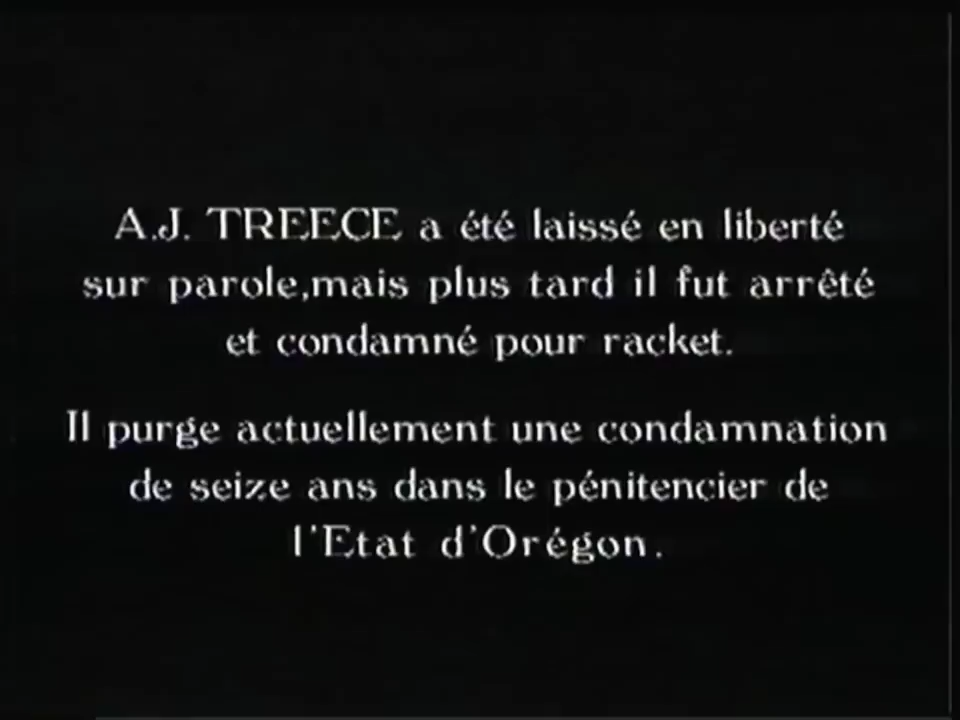 A.J. TREECE a été laissé en liberté
sur parole,mais plus tard il fut arrêté
et condamné pour racket.
Il purge actuellement une condamnation
de seize ans dans le pénitencier de
l'Etat d'Orégon.